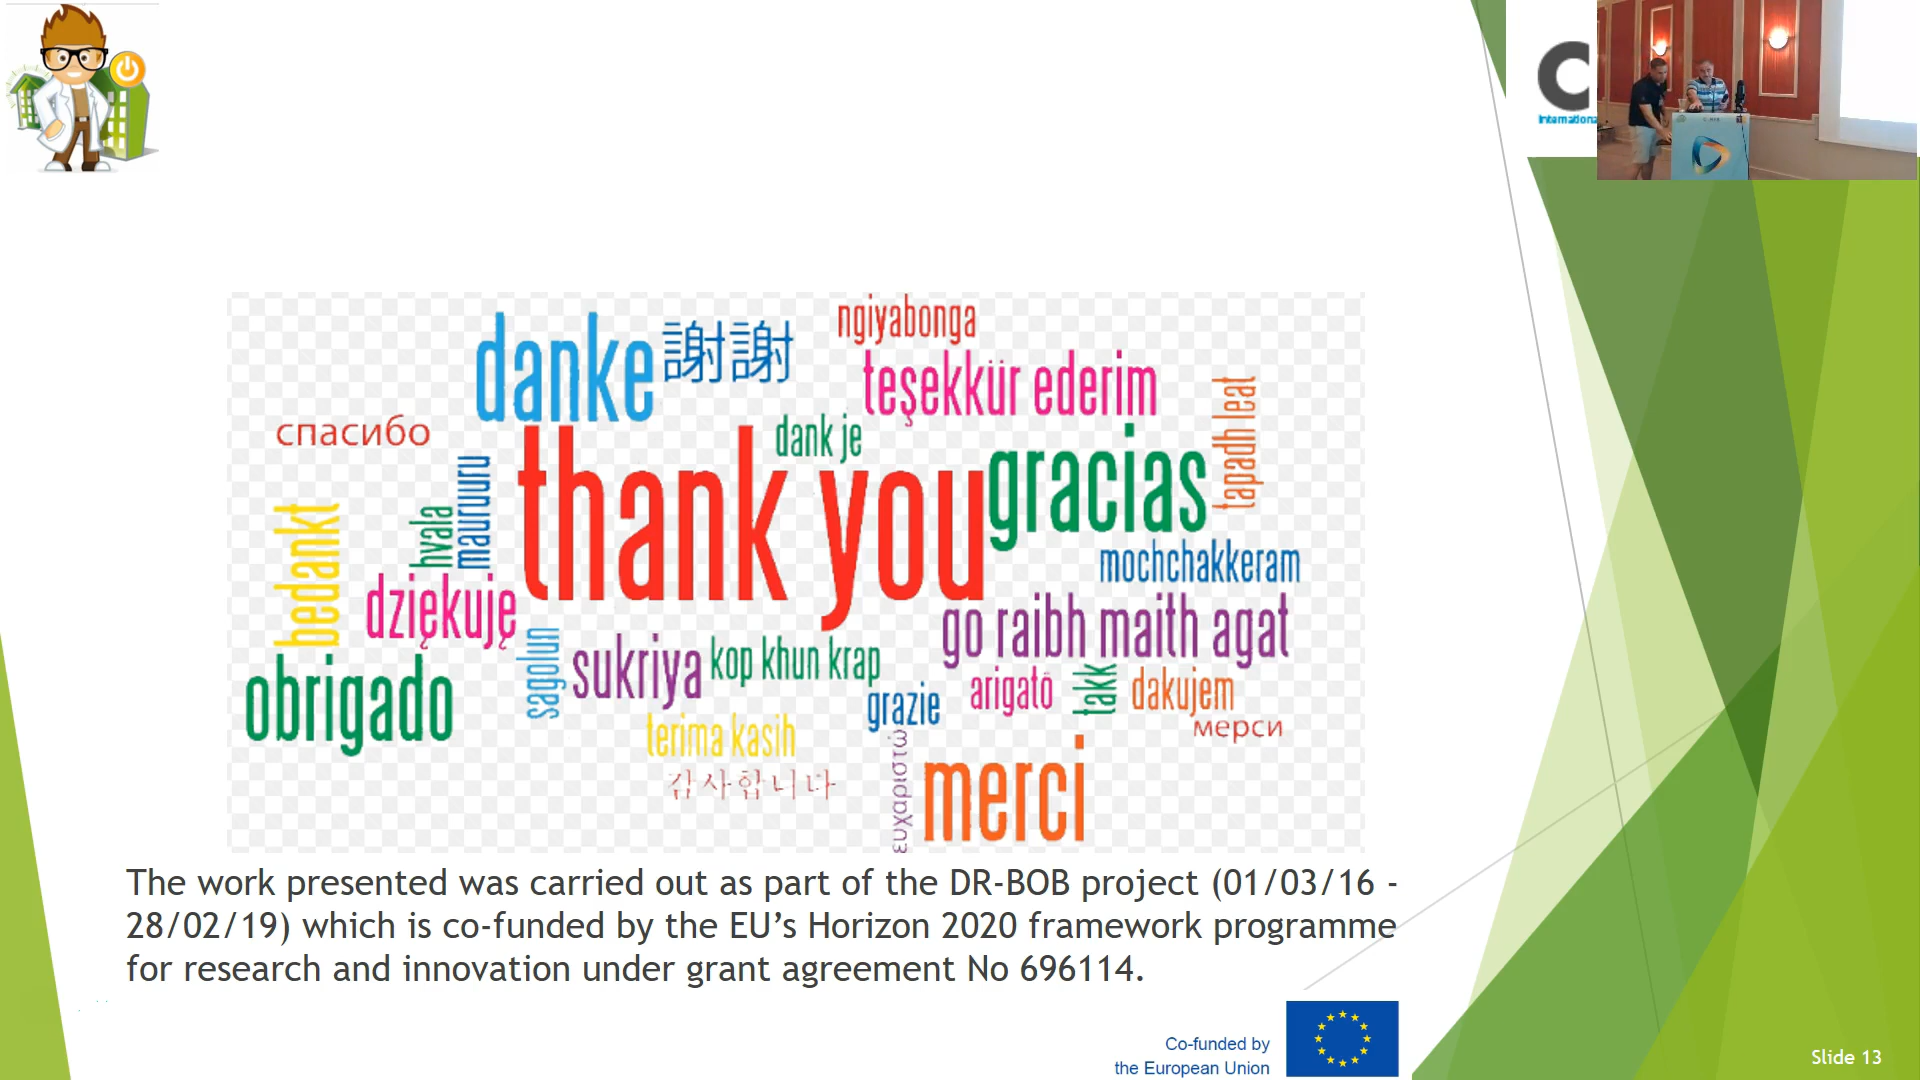 C
Internationa
ngiyabonga
danke
謝謝
teşekkür ederim
tapadh leat
спасибо
dank je
thank you
gracias
mauruuru
hvala
bedankt
mochchakkeram
dziękuję
go raibh maith agat
sagolun
sukriya
kop khun krap
obrigado
grazie
arigatō
takk
dakujem
мерси
terima kasih
감사합니다
ευχαριστώ
merci
The work presented was carried out as part of the DR-BOB project (01/03/16 -
28/02/19) which is co-funded by the EU’s Horizon 2020 framework programme
for research and innovation under grant agreement No 696114.
Co-funded by
the European Union
Slide 13